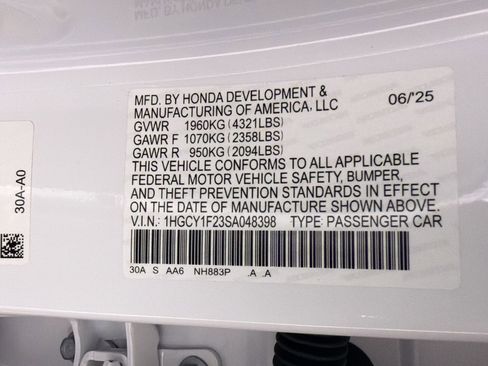 MFD. BY HONDA DEVELOPMENT &
MANUFACTURING OF AMERICA, LLC 06/'25
GVWR 1960KG (4321LBS)
GAWR F 1070KG (2358LBS)
GAWR R 950KG (2094LBS)
THIS VEHICLE CONFORMS TO ALL APPLICABLE
FEDERAL MOTOR VEHICLE SAFETY, BUMPER,
AND THEFT PREVENTION STANDARDS IN EFFECT
ON THE DATE OF MANUFACTURE SHOWN ABOVE.
V.I.N.: 1HGCY1F23SA048398 TYPE: PASSENGER CAR
30A S AA6 NH883P .A .A
30A-A0